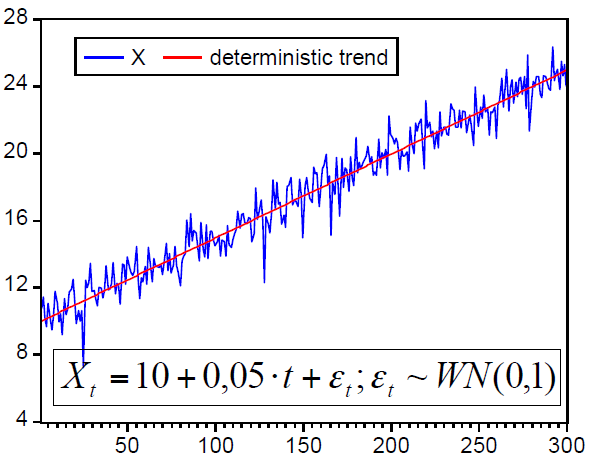 28
X deterministic trend
24
20
16
12
8
X_t = 10 + 0,05 · t + ε_t ; ε_t ~ WN(0,1)
4
50 100 150 200 250 300